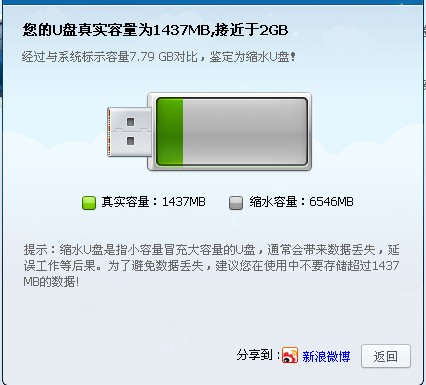 您的U盘真实容量为1437MB,接近于2GB
经过与系统标示容量7.79 GB对比，鉴定为缩水U盘!
真实容量：1437MB 缩水容量：6546MB
提示：缩水U盘是指小容量冒充大容量的U盘，通常会带来数据丢失，延
误工作等后果。为了避免数据丢失，建议您在使用中不要存储超过1437
MB的数据!
分享到： 新浪微博 返回